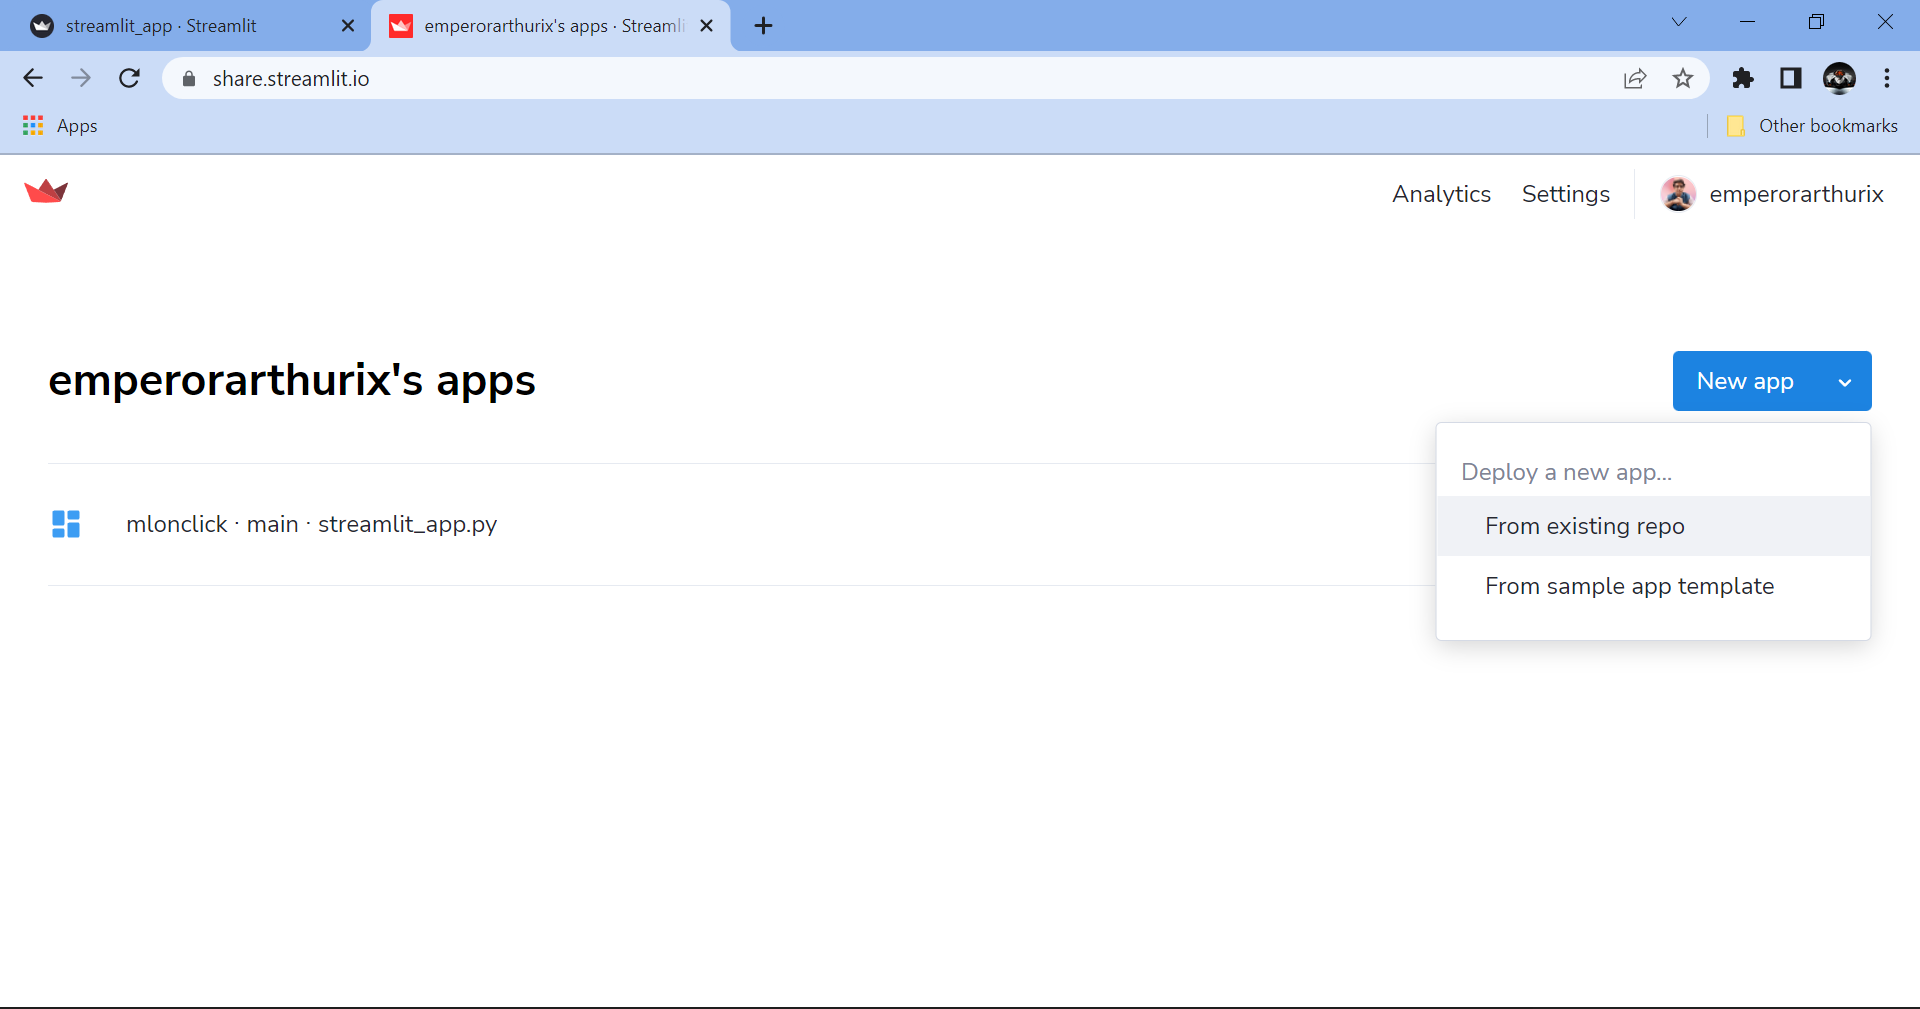 streamlit_app · Streamlit
emperorarthurix's apps · Streamli
share.streamlit.io
Apps
Other bookmarks
Analytics
Settings
emperorarthurix
emperorarthurix's apps
New app
Deploy a new app...
mlonclick · main · streamlit_app.py
From existing repo
From sample app template